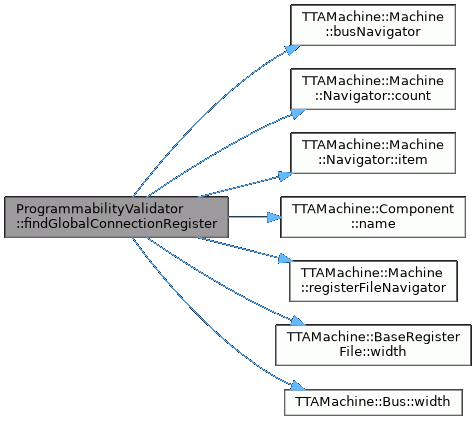 TTAMachine::Machine
::busNavigator
TTAMachine::Machine
::Navigator::count
TTAMachine::Machine
::Navigator::item
ProgrammabilityValidator
::findGlobalConnectionRegister
TTAMachine::Component
::name
TTAMachine::Machine
::registerFileNavigator
TTAMachine::BaseRegister
File::width
TTAMachine::Bus::width